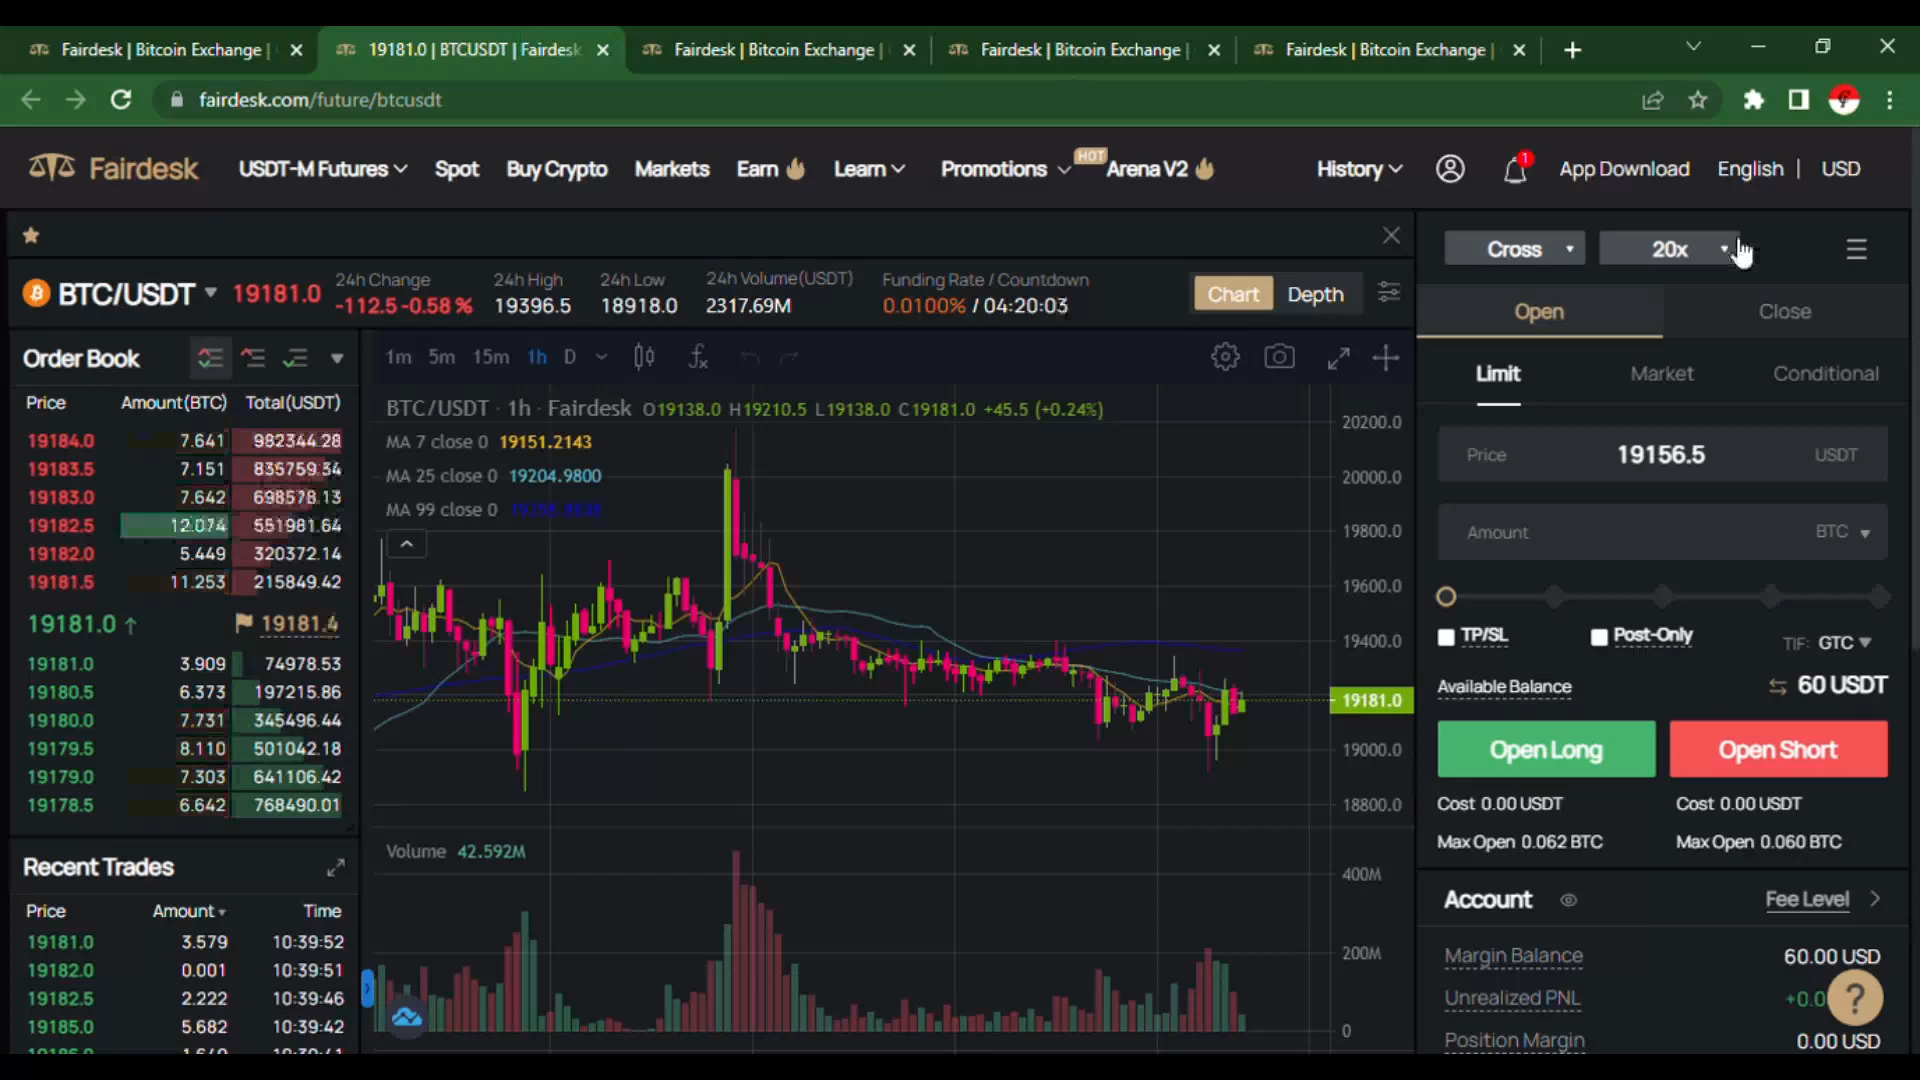 Fairdesk | Bitcoin Exchange |
19181.0 | BTCUSDT | Fairdesk
Fairdesk | Bitcoin Exchange |
Fairdesk | Bitcoin Exchange |
Fairdesk | Bitcoin Exchange |
fairdesk.com/future/btcusdt
Fairdesk
USDT-M Futures
Spot
Buy Crypto
Markets
Earn
Learn
Promotions
HOT
Arena V2
History
1
App Download
English |
USD
BTC/USDT
19181.0
24h Change
-112.5 -0.58 %
24h High
19396.5
24h Low
18918.0
24h Volume(USDT)
2317.69M
Funding Rate / Countdown
0.0100% / 04:20:03
Chart
Depth
Order Book
Price Amount(BTC) Total(USDT)
19184.0 7.641 982344.28
19183.5 7.151 835759.34
19183.0 7.642 698578.13
19182.5 12.074 551981.64
19182.0 5.449 320372.14
19181.5 11.253 215849.42
19181.0 ↑ 19181.4
19181.0 3.909 74978.53
19180.5 6.373 197215.86
19180.0 7.731 345496.44
19179.5 8.110 501042.18
19179.0 7.303 641106.42
19178.5 6.642 768490.01
Recent Trades
Price Amount Time
19181.0 3.579 10:39:52
19182.0 0.001 10:39:51
19182.5 2.222 10:39:46
19185.0 5.682 10:39:42
1m 5m 15m 1h D
BTC/USDT · 1h · Fairdesk O19138.0 H19210.5 L19138.0 C19181.0 +45.5 (+0.24%)
MA 7 close 0 19151.2143
MA 25 close 0 19204.9800
MA 99 close 0
20200.0
20000.0
19800.0
19600.0
19400.0
19181.0
19000.0
18800.0
Volume 42.592M
400M
200M
0
Cross
20x
Open
Close
Limit
Market
Conditional
Price 19156.5 USDT
Amount BTC
TP/SL
Post-Only
TIF: GTC
Available Balance
60 USDT
Open Long
Open Short
Cost 0.00 USDT
Cost 0.00 USDT
Max Open 0.062 BTC
Max Open 0.060 BTC
Account
Fee Level
Margin Balance 60.00 USD
Unrealized PNL +0.0
?
Position Margin 0.00 USD